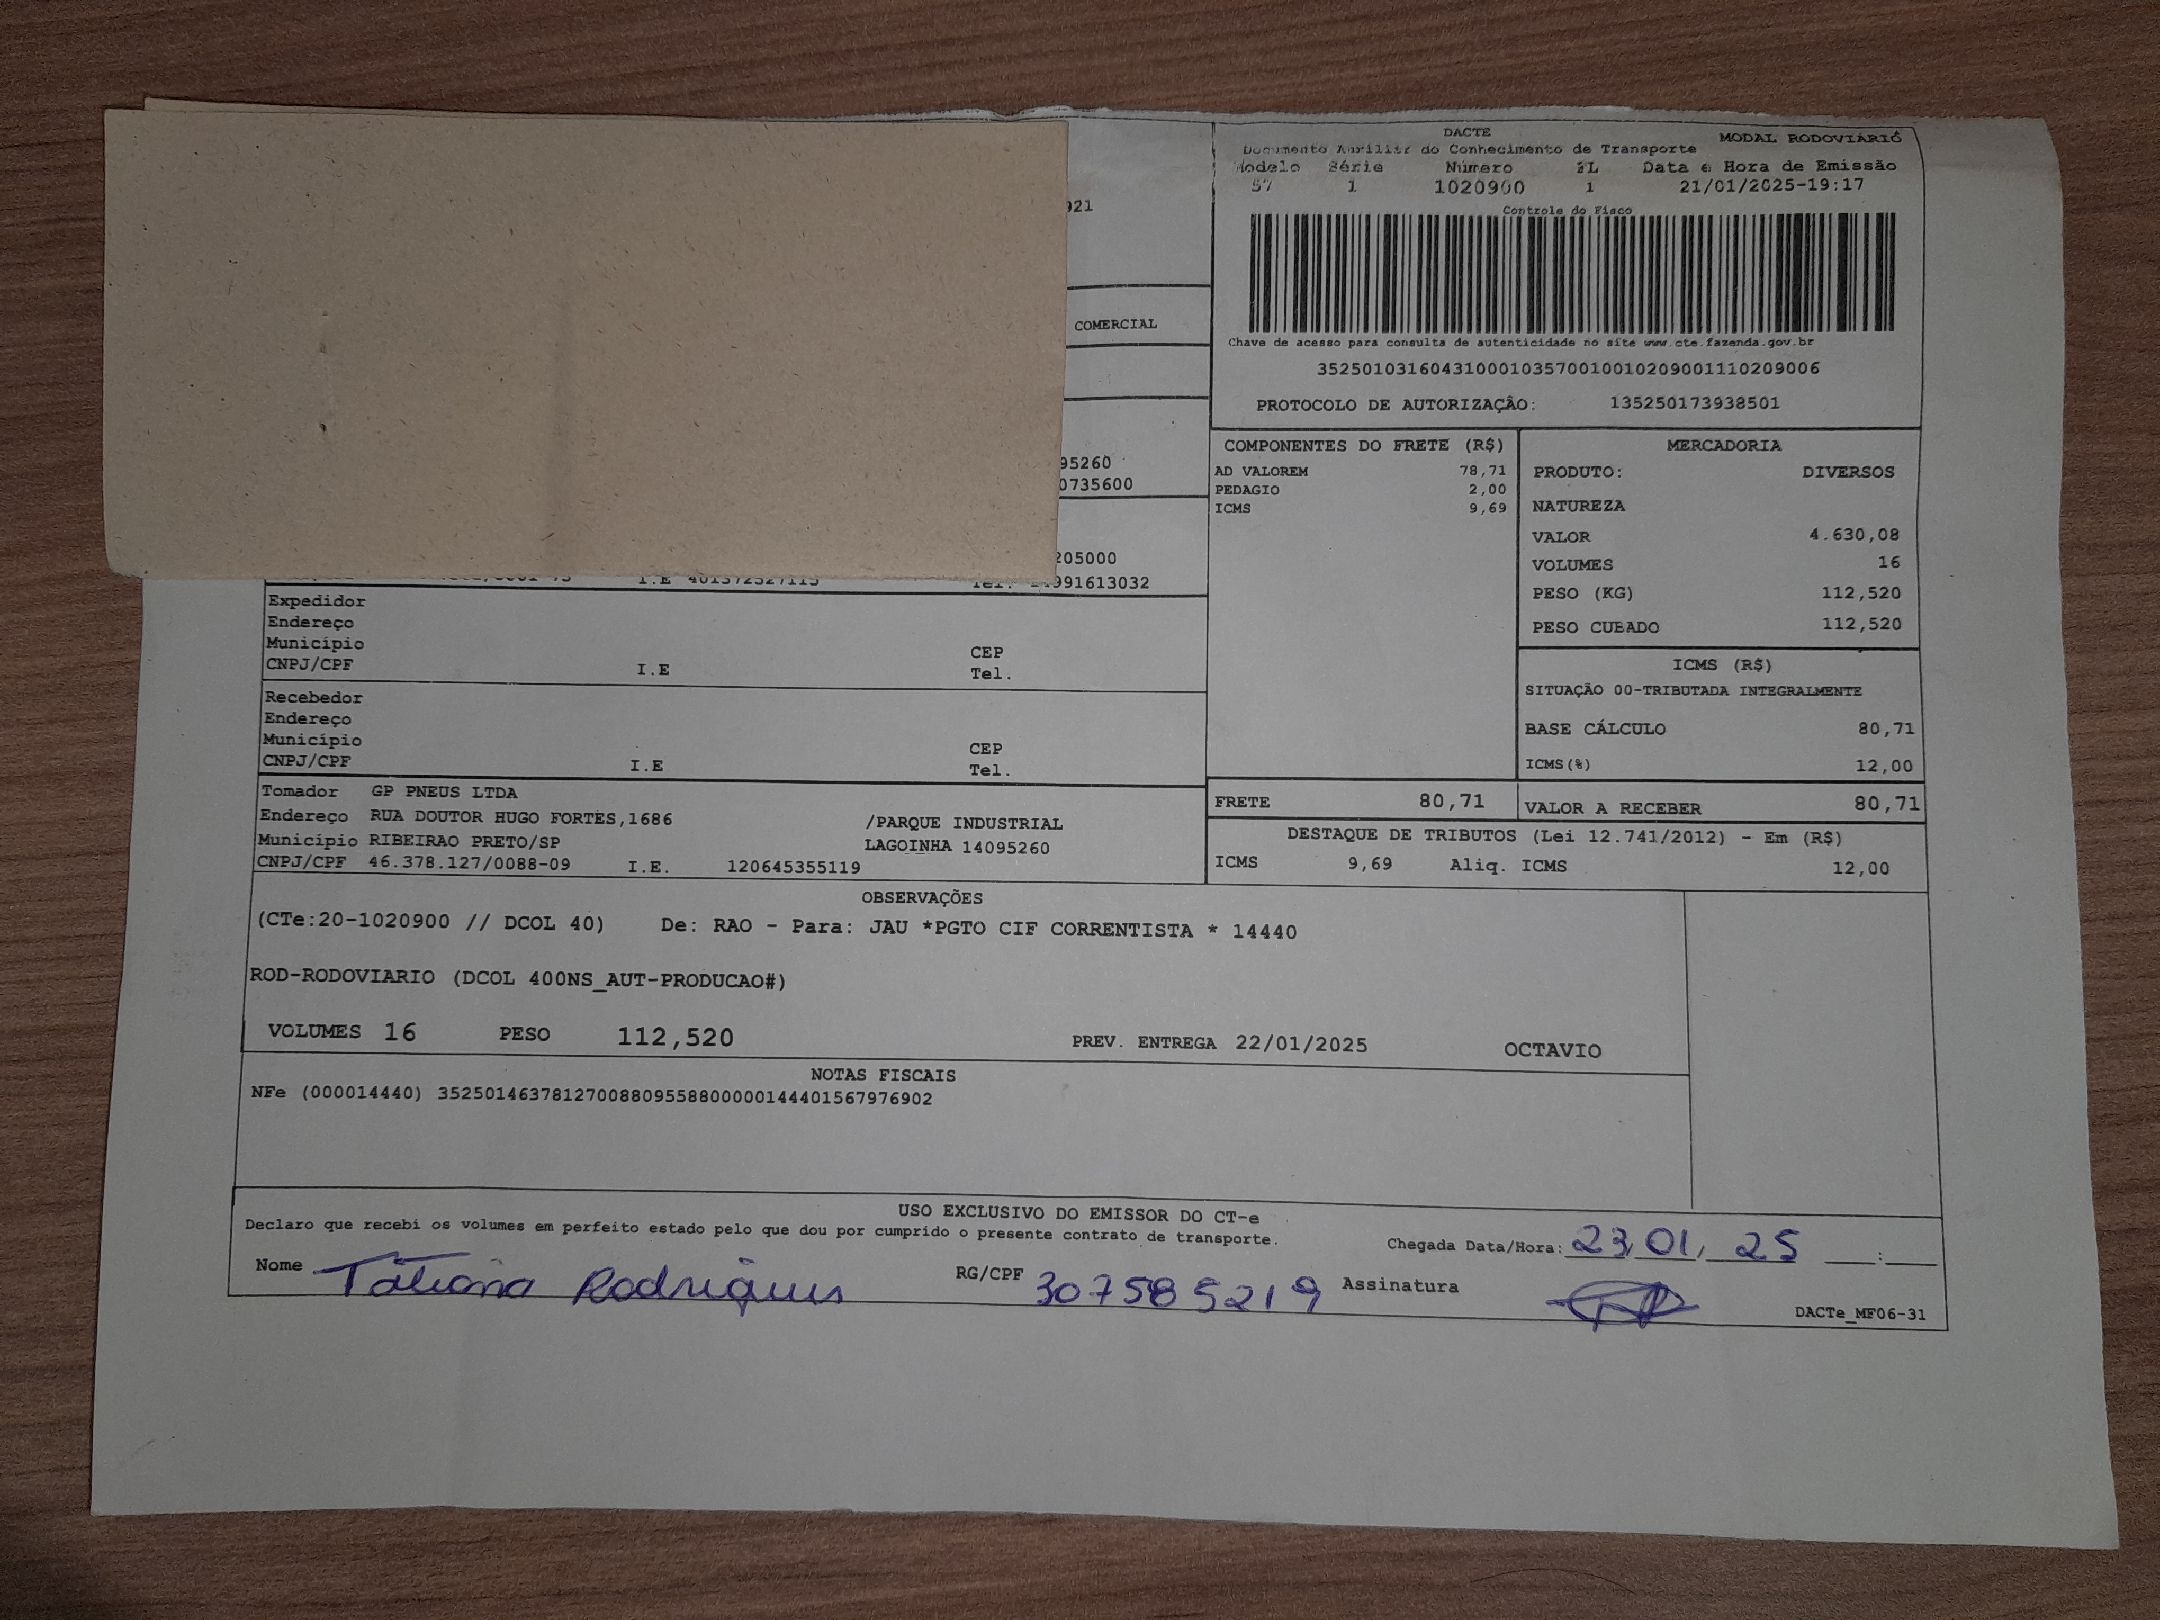 DACTE
MODAL RODOVIÁRIO
Documento Auxiliar do Conhecimento de Transporte
Modelo Série Número FL Data e Hora de Emissão
57 1 1020900 1 21/01/2025-19:17
921
Controle do Fisco
COMERCIAL
Chave de acesso para consulta de autenticidade no site www.cte.fazenda.gov.br
35250103160431000103570010010209001110209006
PROTOCOLO DE AUTORIZAÇÃO: 135250173938501
95260
0735600
205000
I.E 401572527115 Tel. 991613032
COMPONENTES DO FRETE (R$)
AD VALOREM 78,71
PEDAGIO 2,00
ICMS 9,69
MERCADORIA
PRODUTO: DIVERSOS
NATUREZA
VALOR 4.630,08
VOLUMES 16
PESO (KG) 112,520
PESO CUBADO 112,520
ICMS (R$)
SITUAÇÃO 00-TRIBUTADA INTEGRALMENTE
BASE CÁLCULO 80,71
ICMS(%) 12,00
Expedidor
Endereço
Município CEP
CNPJ/CPF I.E Tel.
Recebedor
Endereço
Município CEP
CNPJ/CPF I.E Tel.
Tomador GP PNEUS LTDA
Endereço RUA DOUTOR HUGO FORTES,1686 /PARQUE INDUSTRIAL
Município RIBEIRAO PRETO/SP LAGOINHA 14095260
CNPJ/CPF 46.378.127/0088-09 I.E. 120645355119
FRETE 80,71 VALOR A RECEBER 80,71
DESTAQUE DE TRIBUTOS (Lei 12.741/2012) - Em (R$)
ICMS 9,69 Aliq. ICMS 12,00
OBSERVAÇÕES
(CTe:20-1020900 // DCOL 40) De: RAO - Para: JAU *PGTO CIF CORRENTISTA * 14440
ROD-RODOVIARIO (DCOL 400NS_AUT-PRODUCAO#)
VOLUMES 16 PESO 112,520 PREV. ENTREGA 22/01/2025 OCTAVIO
NOTAS FISCAIS
NFe (000014440) 35250146378127008809558800000144401567976902
USO EXCLUSIVO DO EMISSOR DO CT-e
Declaro que recebi os volumes em perfeito estado pelo que dou por cumprido o presente contrato de transporte.
Chegada Data/Hora: 23/01/25 :
Nome Tatiana Rodrigues RG/CPF 307585219 Assinatura
DACTe_MF06-31